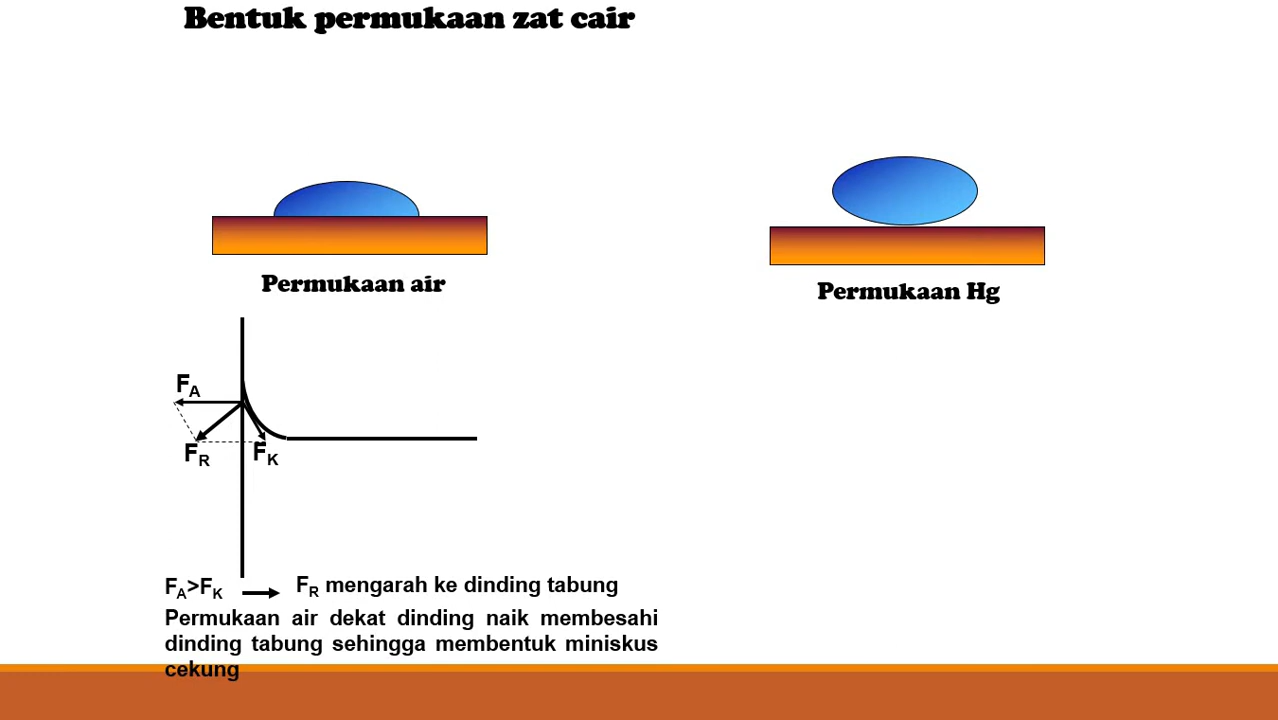 Bentuk permukaan zat cair
Permukaan air
Permukaan Hg
FA
FR
FK
FA>FK
FR mengarah ke dinding tabung
Permukaan air dekat dinding naik membesahi
dinding tabung sehingga membentuk miniskus
cekung